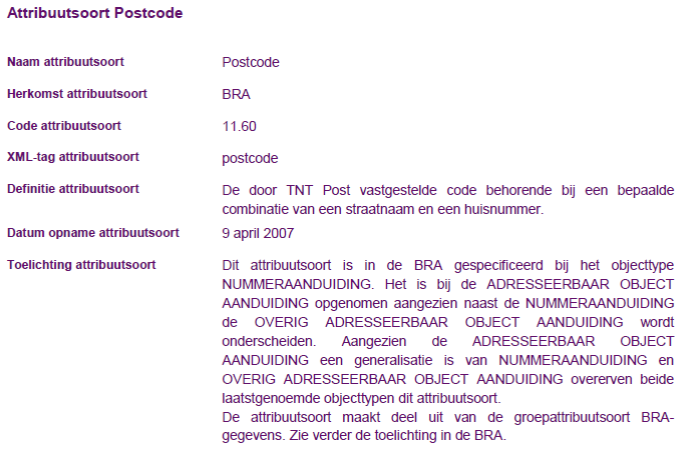 Attribuutsoort Postcode
Naam attribuutsoort Postcode
Herkomst attribuutsoort BRA
Code attribuutsoort 11.60
XML-tag attribuutsoort postcode
Definitie attribuutsoort De door TNT Post vastgestelde code behorende bij een bepaalde
combinatie van een straatnaam en een huisnummer.
Datum opname attribuutsoort 9 april 2007
Toelichting attribuutsoort Dit attribuutsoort is in de BRA gespecificeerd bij het objecttype
NUMMERAANDUIDING. Het is bij de ADRESSEERBAAR OBJECT
AANDUIDING opgenomen aangezien naast de NUMMERAANDUIDING
de OVERIG ADRESSEERBAAR OBJECT AANDUIDING wordt
onderscheiden. Aangezien de ADRESSEERBAAR OBJECT
AANDUIDING een generalisatie is van NUMMERAANDUIDING en
OVERIG ADRESSEERBAAR OBJECT AANDUIDING overerven beide
laatstgenoemde objecttypen dit attribuutsoort.
De attribuutsoort maakt deel uit van de groepattribuutsoort BRA-
gegevens. Zie verder de toelichting in de BRA.